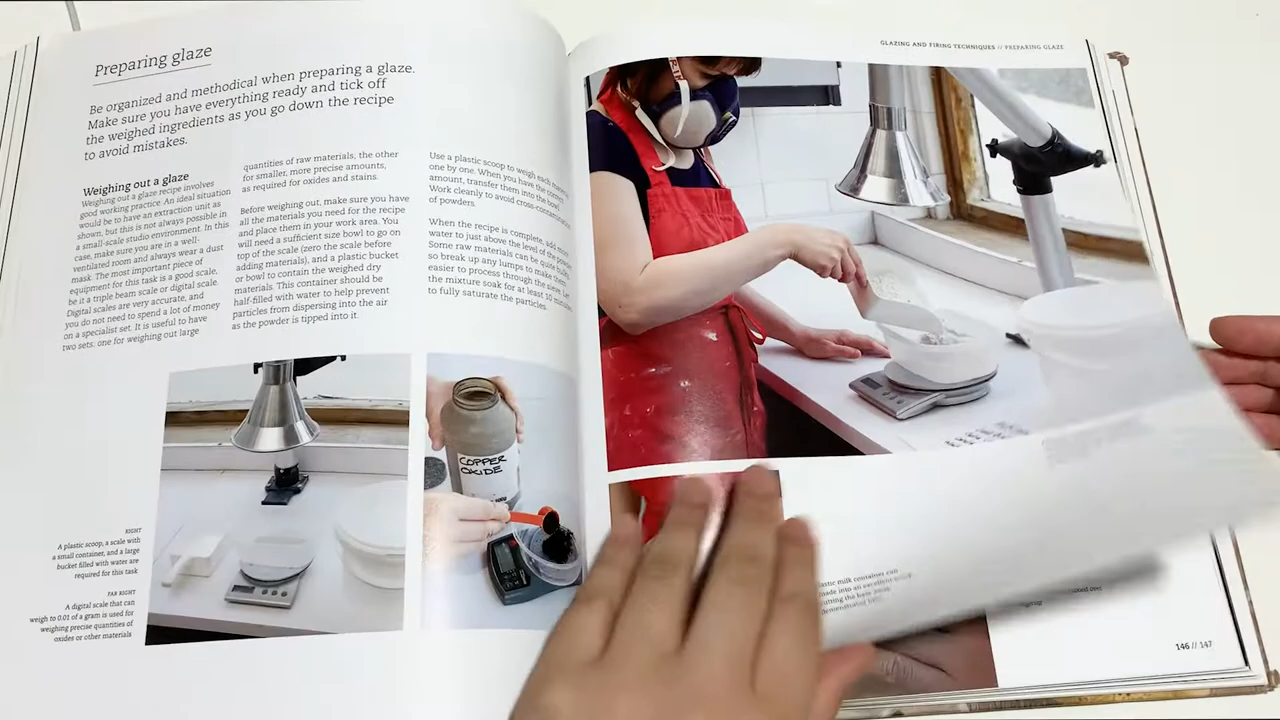 Preparing glaze
Be organized and methodical when preparing a glaze.
Make sure you have everything ready and tick off
the weighed ingredients as you go down the recipe
to avoid mistakes.
Weighing out a glaze
Weighing out a glaze recipe involves
good working practice. An ideal situation
would be to have an extraction unit as
shown, but this is not always possible in
a small-scale studio environment. In this
case, make sure you are in a well-
ventilated room and always wear a dust
mask. The most important piece of
equipment for this task is a good scale,
be it a triple beam scale or digital scale.
Digital scales are very accurate, and
you do not need to spend a lot of money
on a specialist set. It is useful to have
two sets: one for weighing out large
quantities of raw materials; the other
for smaller, more precise amounts,
as required for oxides and stains.
Before weighing out, make sure you have
all the materials you need for the recipe
and place them in your work area. You
will need a sufficient size bowl to go on
top of the scale (zero the scale before
adding materials), and a plastic bucket
or bowl to contain the weighed dry
materials. This container should be
half-filled with water to help prevent
particles from dispersing into the air
as the powder is tipped into it.
Use a plastic scoop to weigh each
one by one. When you have the correct
amount, transfer them into the bowl.
Work cleanly to avoid cross-contamination
of powders.
When the recipe is complete, add more
water to just above the level of the powder.
Some raw materials can be quite
so break up any lumps to make them
easier to process through the sieve. Let
the mixture soak for at least 10 minutes
to fully saturate the particles.
COPPER
OXIDE
RIGHT
A plastic scoop, a scale with
a small container, and a large
bucket filled with water are
required for this task
FAR RIGHT
A digital scale that can
weigh to 0.01 of a gram is used for
weighing precise quantities of
oxides or other materials
GLAZING AND FIRING TECHNIQUES // PREPARING GLAZE
plastic milk container can
made into an excellent
146 // 147